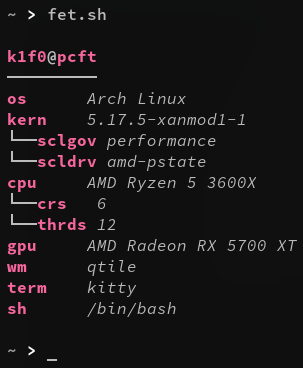 ~ > fet.sh
k1f0@pcft
os Arch Linux
kern 5.17.5-xanmod1-1
└──sclgov performance
└──scldrv amd-pstate
cpu AMD Ryzen 5 3600X
└──crs 6
└──thrds 12
gpu AMD Radeon RX 5700 XT
wm qtile
term kitty
sh /bin/bash
~ > _